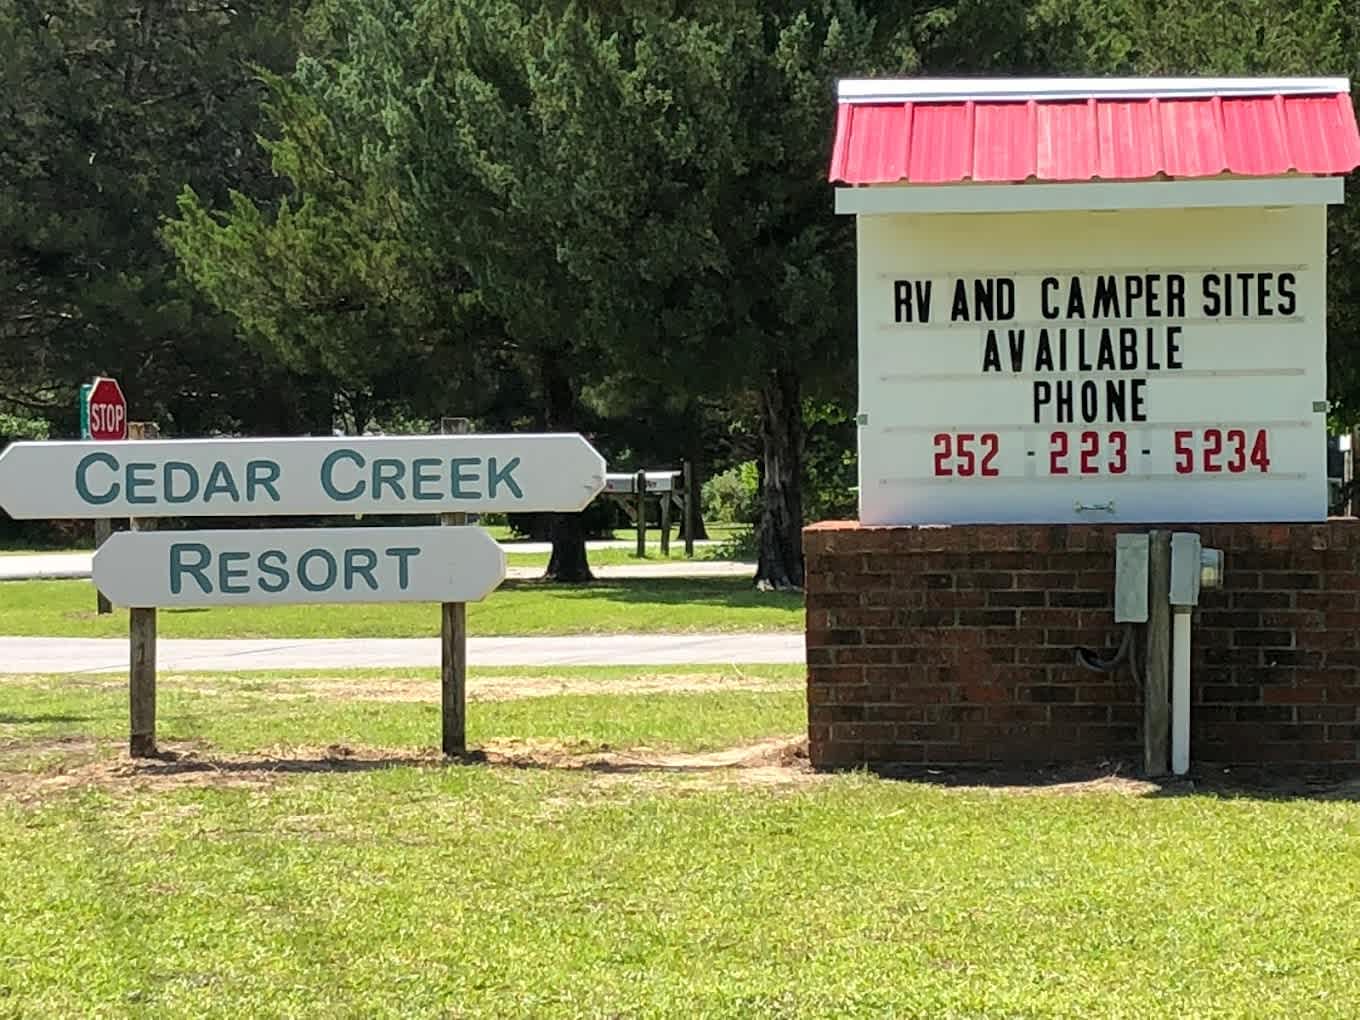 STOP
CEDAR CREEK
RESORT
RV AND CAMPER SITES
AVAILABLE
PHONE
252 - 223 - 5234